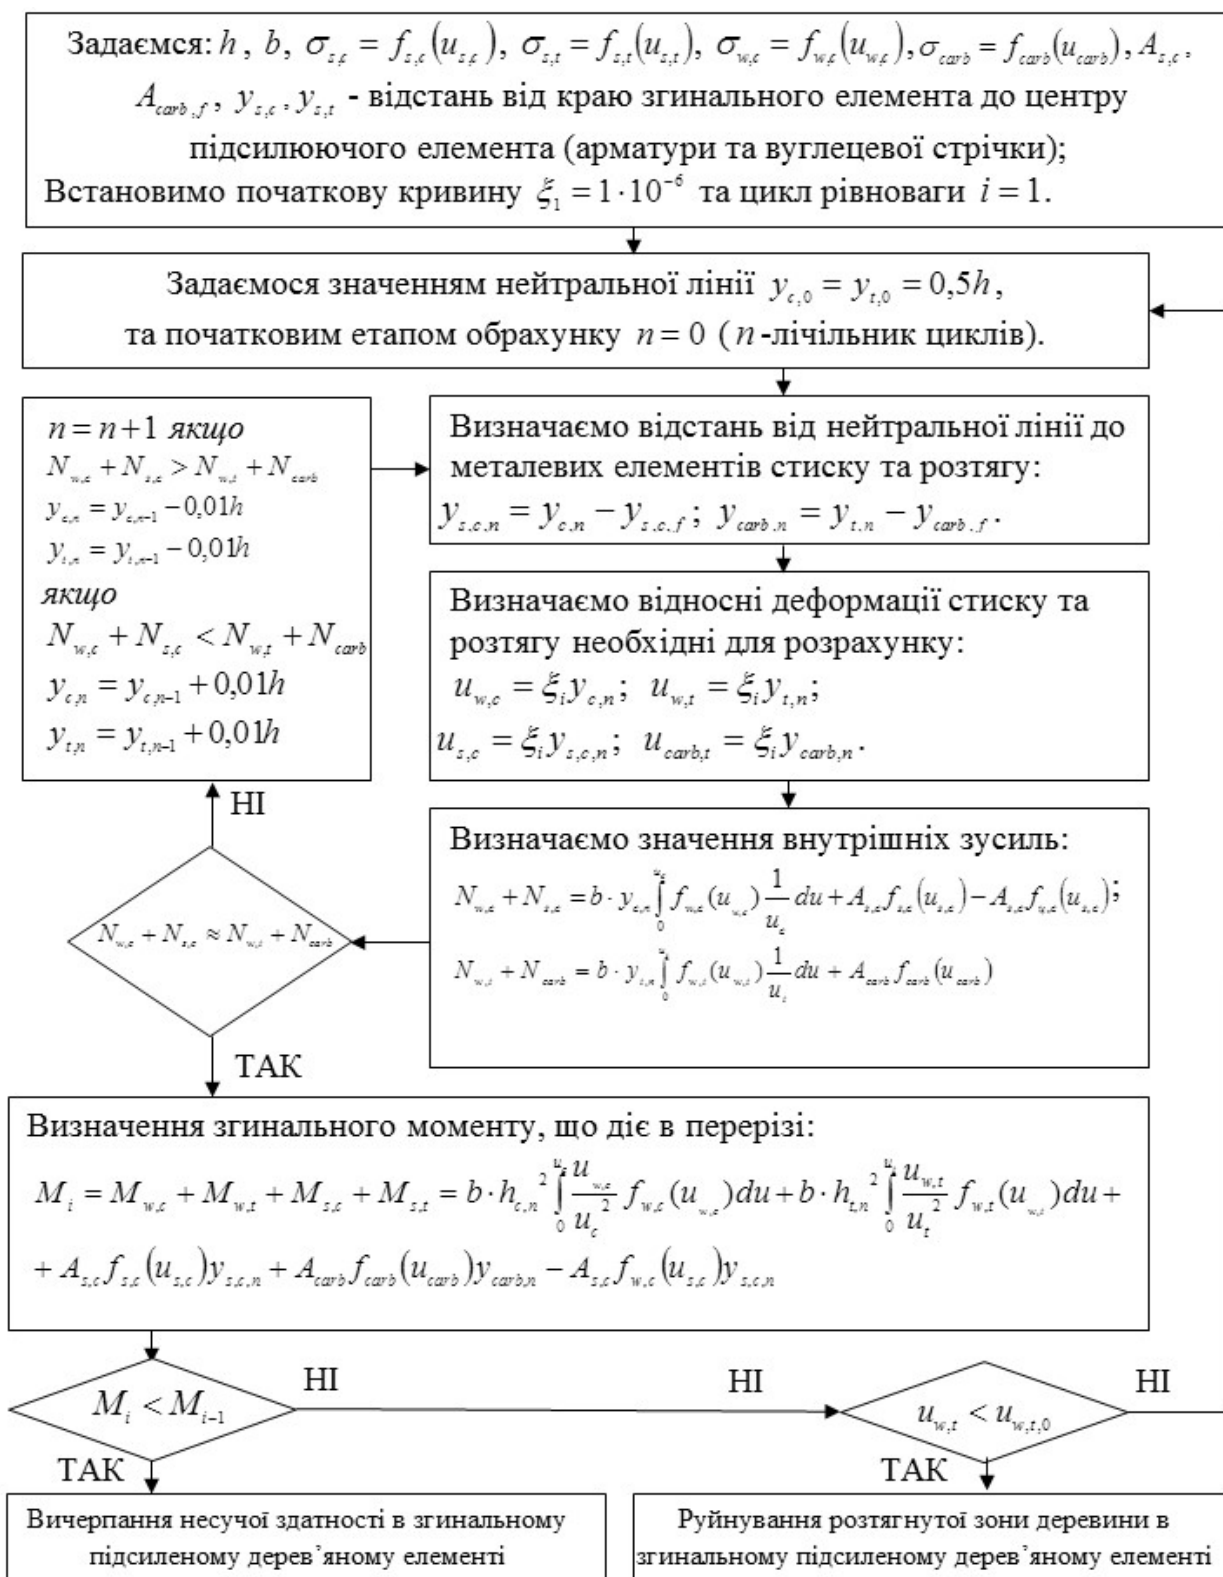 Задаємся: h , b, σ_{s,c} = f_{s,c}(u_{s,c}), σ_{s,t} = f_{s,t}(u_{s,t}), σ_{w,c} = f_{w,c}(u_{w,c}), σ_{carb} = f_{carb}(u_{carb}), A_{s,c},
A_{carb,f} , y_{s,c} , y_{s,t} - відстань від краю згинального елемента до центру
підсилюючого елемента (арматури та вуглецевої стрічки);
Встановимо початкову кривину ξ_1 = 1·10^{-6} та цикл рівноваги i = 1.
Задаємося значенням нейтральної лінії y_{c,0} = y_{t,0} = 0,5h ,
та початковим етапом обрахунку n = 0 ( n -лічільник циклів).
n = n+1 якщо
N_{w,c} + N_{s,c} > N_{w,t} + N_{carb}
y_{c,n} = y_{c,n-1} − 0,01h
y_{t,n} = y_{t,n-1} − 0,01h
якщо
N_{w,c} + N_{s,c} < N_{w,t} + N_{carb}
y_{c,n} = y_{c,n-1} + 0,01h
y_{t,n} = y_{t,n-1} + 0,01h
Визначаємо відстань від нейтральної лінії до
металевих елементів стиску та розтягу:
y_{s.c.n} = y_{c.n} − y_{s.c.f} ; y_{carb.n} = y_{t.n} − y_{carb.f} .
Визначаємо відносні деформації стиску та
розтягу необхідні для розрахунку:
u_{w,c} = ξ_i y_{c,n}; u_{w,t} = ξ_i y_{t,n};
u_{s,c} = ξ_i y_{s,c,n}; u_{carb,t} = ξ_i y_{carb,n}.
НІ
Визначаємо значення внутрішніх зусиль:
N_{w,c} + N_{s,c} = b · y_{c,n} ∫_0^{u_c} f_{w,c}(u_{w,c}) 1/u_c du + A_{s,c} f_{s,c}(u_{s,c}) − A_{s,c} f_{w,c}(u_{s,c});
N_{w,t} + N_{carb} = b · y_{t,n} ∫_0^{u_t} f_{w,t}(u_{w,t}) 1/u_t du + A_{carb} f_{carb}(u_{carb})
N_{w,c} + N_{s,c} ≈ N_{w,t} + N_{carb}
ТАК
Визначення згинального моменту, що діє в перерізі:
M_i = M_{w,c} + M_{w,t} + M_{s,c} + M_{s,t} = b · h_{c,n}^2 ∫_0^{u_c} u_{w,c}/u_c^2 f_{w,c}(u_{w,c})du + b · h_{t,n}^2 ∫_0^{u_t} u_{w,t}/u_t^2 f_{w,t}(u_{w,t})du +
+ A_{s,c} f_{s,c}(u_{s,c})y_{s,c,n} + A_{carb} f_{carb}(u_{carb})y_{carb,n} − A_{s,c} f_{w,c}(u_{s,c})y_{s,c,n}
M_i < M_{i-1}
НІ
НІ
u_{w,t} < u_{w,t,0}
НІ
ТАК
ТАК
Вичерпання несучої здатності в згинальному
підсиленому дерев’яному елементі
Руйнування розтягнутої зони деревини в
згинальному підсиленому дерев’яному елементі